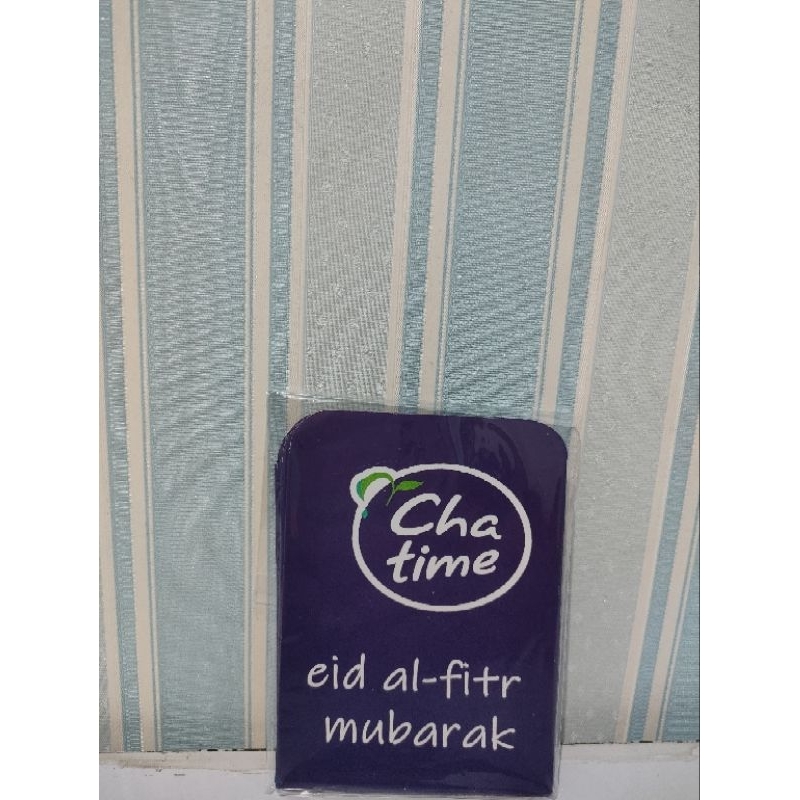 Cha
time
eid al-fitr
mubarak